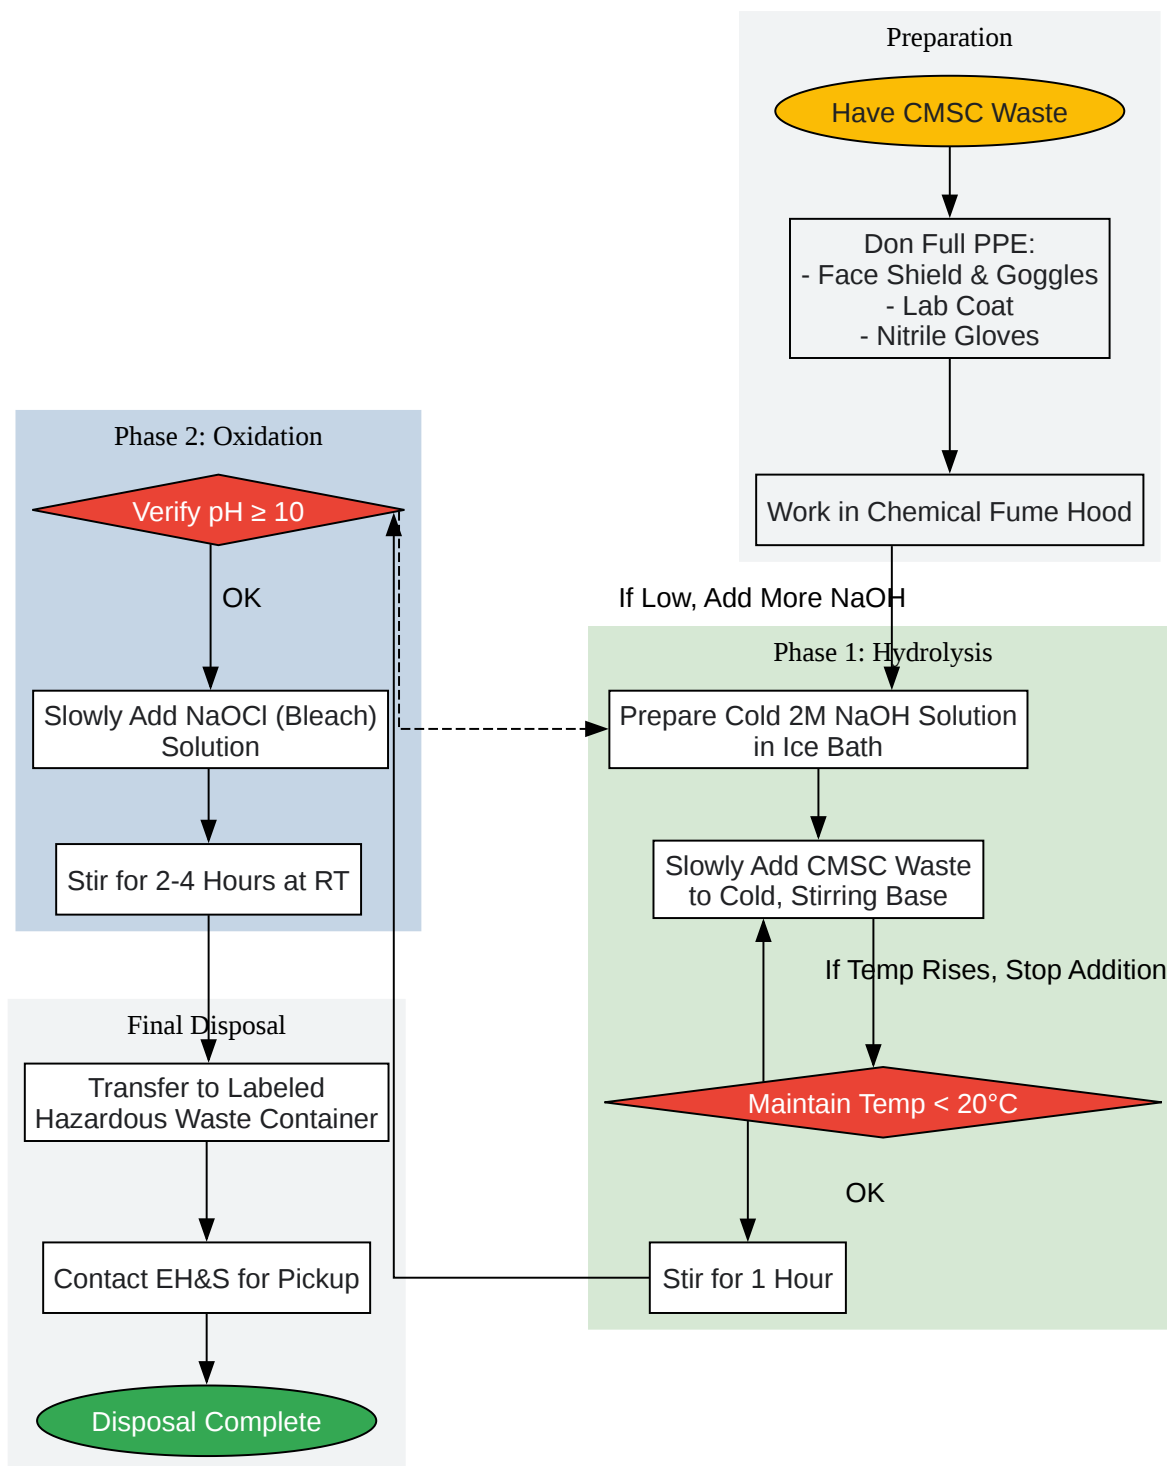 Preparation
Have CMSC Waste
Don Full PPE:
- Face Shield & Goggles
- Lab Coat
- Nitrile Gloves
Work in Chemical Fume Hood
If Low, Add More NaOH
Phase 1: Hydrolysis
Prepare Cold 2M NaOH Solution
in Ice Bath
Slowly Add CMSC Waste
to Cold, Stirring Base
If Temp Rises, Stop Addition
Maintain Temp < 20°C
OK
Stir for 1 Hour
Phase 2: Oxidation
Verify pH ≥ 10
OK
Slowly Add NaOCl (Bleach)
Solution
Stir for 2-4 Hours at RT
Final Disposal
Transfer to Labeled
Hazardous Waste Container
Contact EH&S for Pickup
Disposal Complete